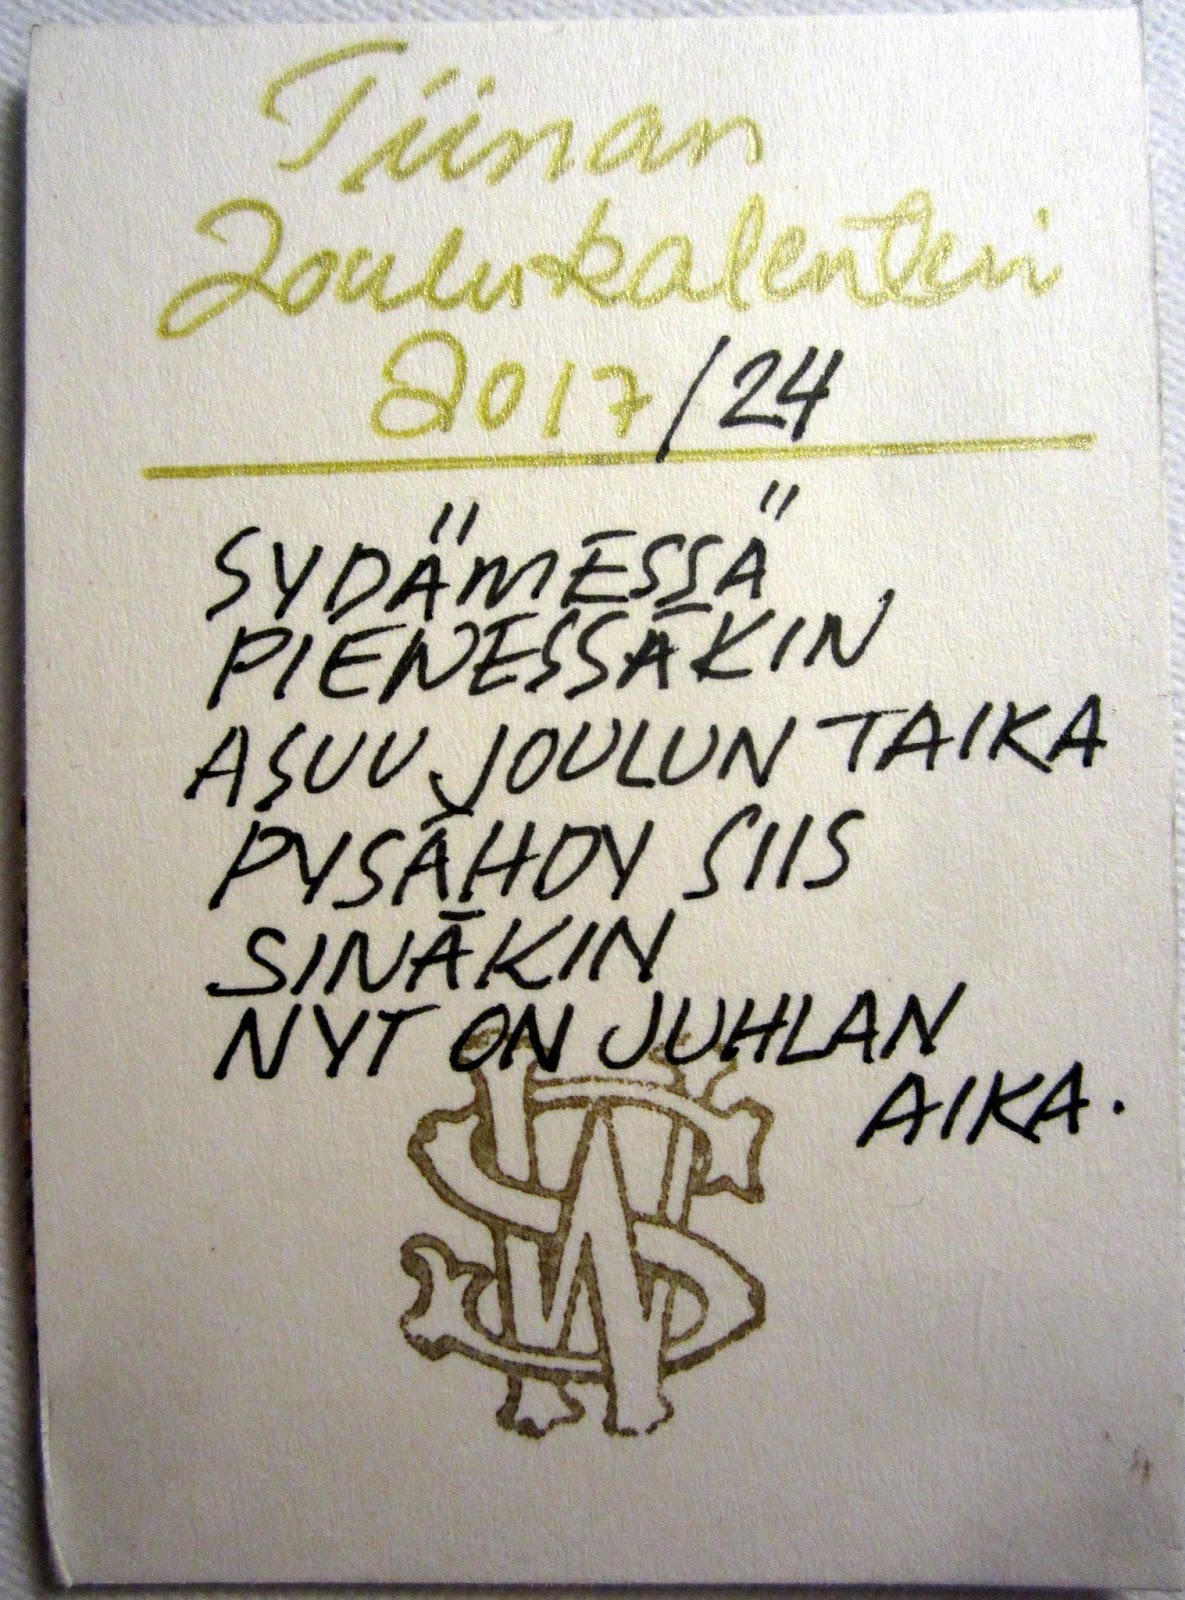 Tiinan
Joulukalenteri
2017/24
SYDÄMESSÄ
PIENESSÄKIN
ASUU JOULUN TAIKA
PYSÄHDY SIIS
SINÄKIN
NYT ON JUHLAN
AIKA.